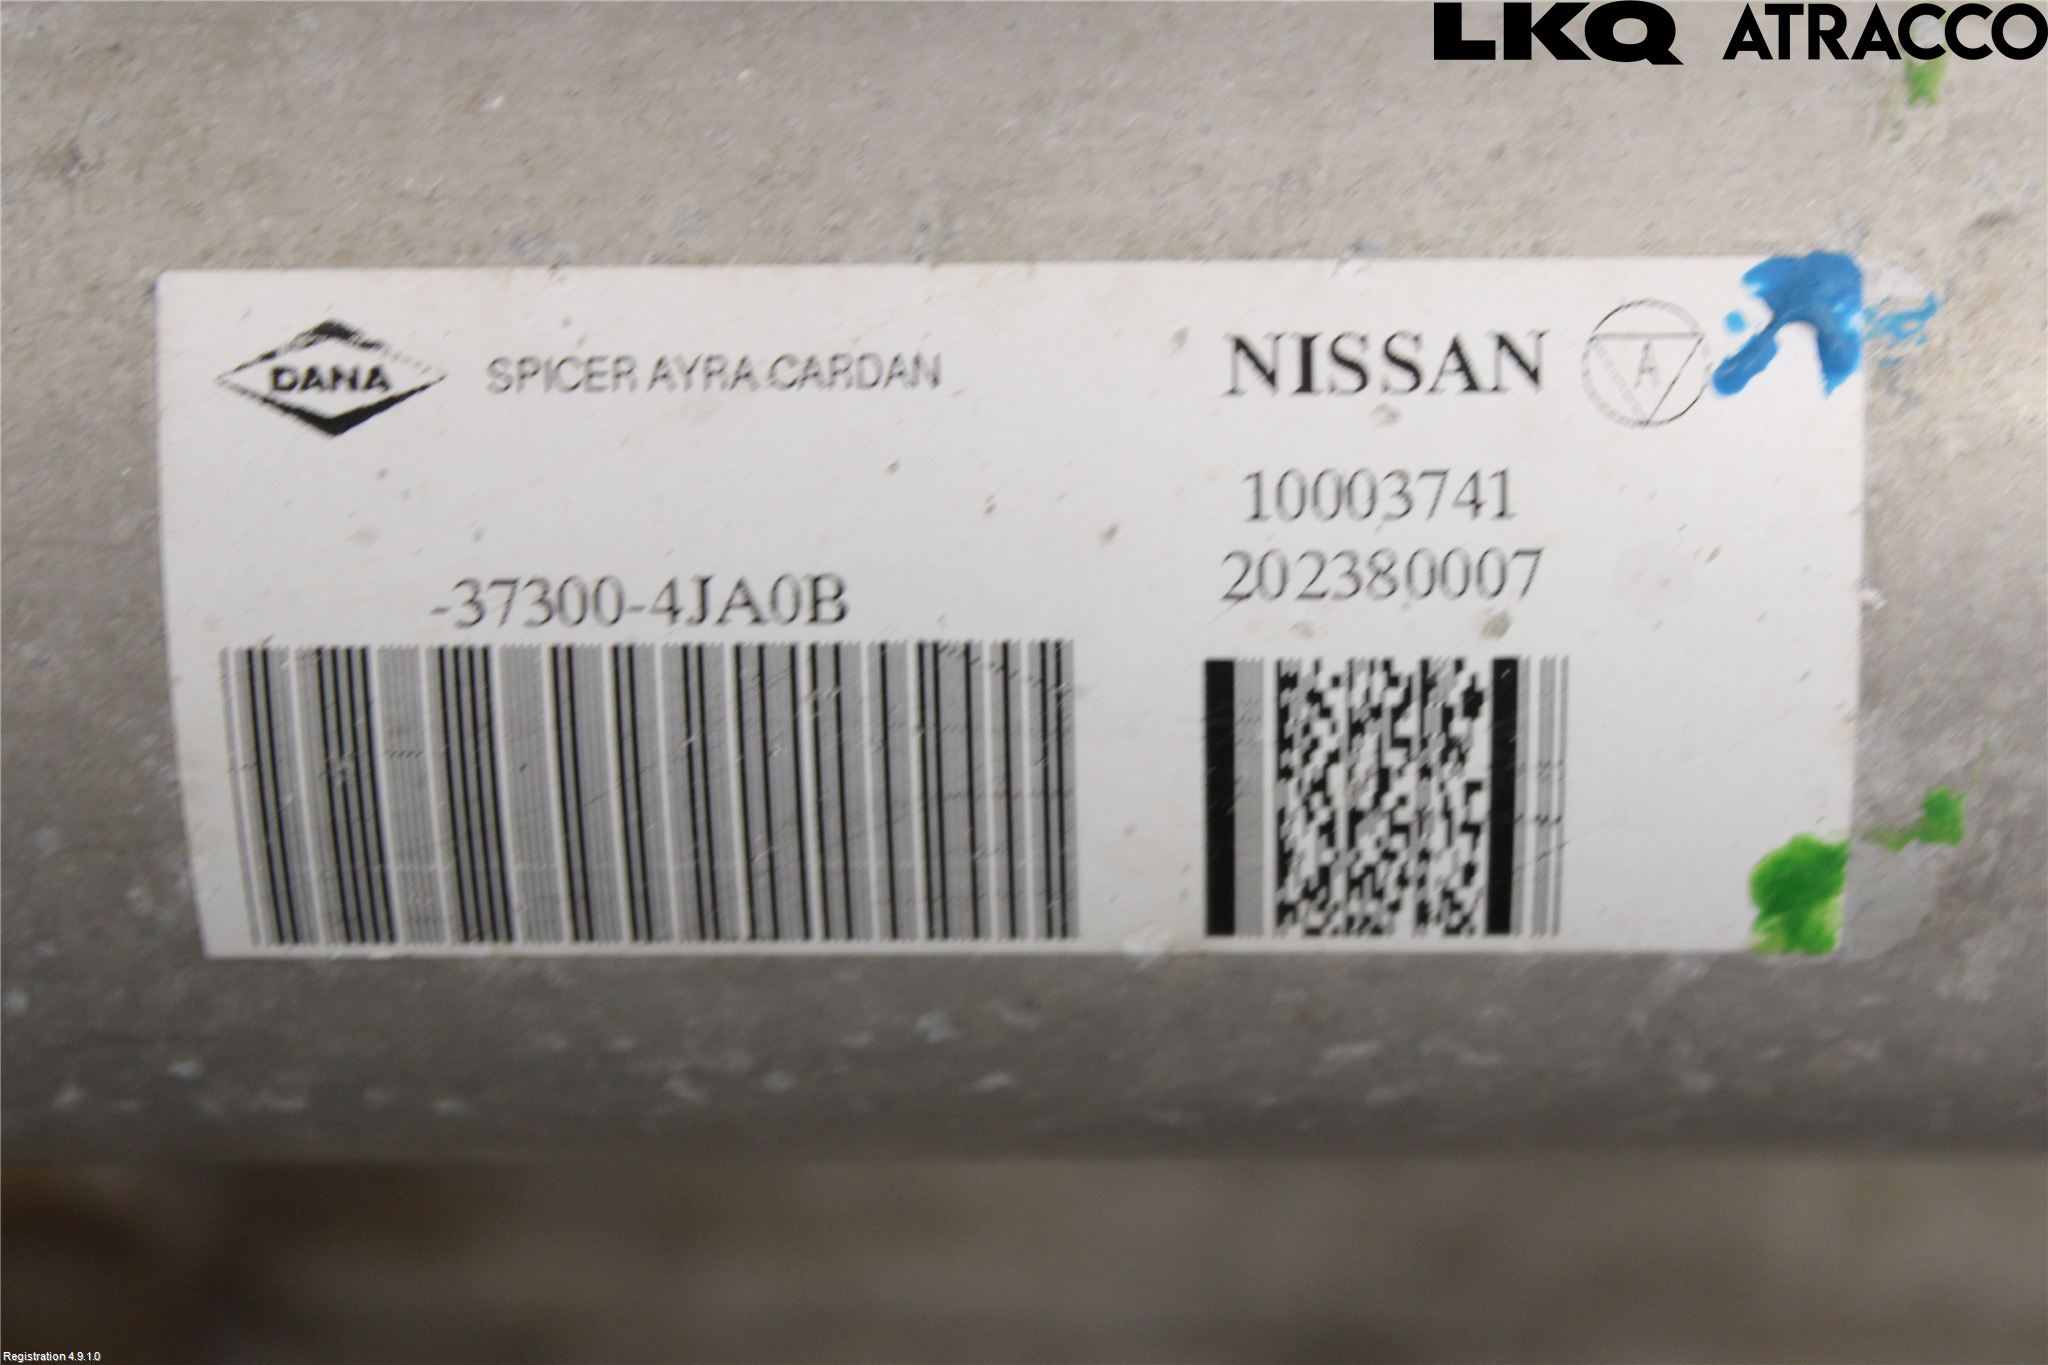 LKQ ATRACCO
DANA
SPICER AYRA CARDAN
NISSAN
A
10003741
202380007
-37300-4JA0B
Registration 4.9.1.0